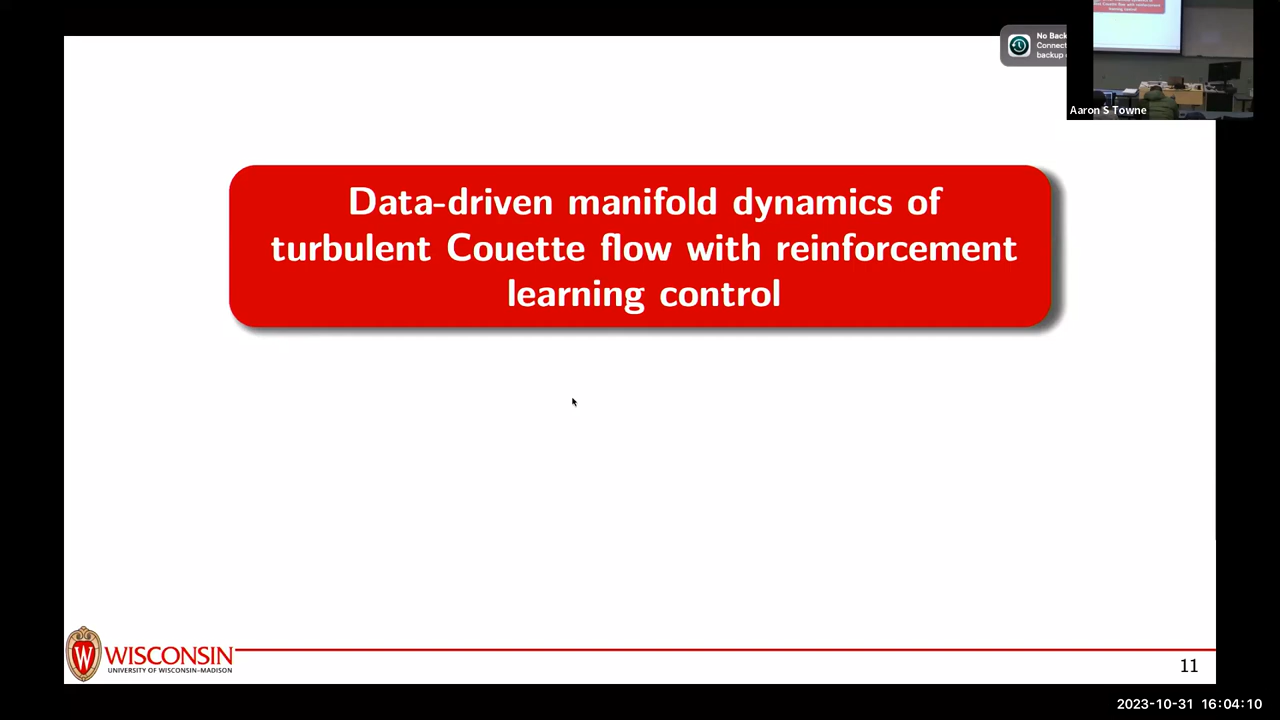 No Back
Connect
backup
Aaron S Towne
Data-driven manifold dynamics of
turbulent Couette flow with reinforcement
learning control
WISCONSIN
UNIVERSITY OF WISCONSIN–MADISON
11
2023-10-31 16:04:10